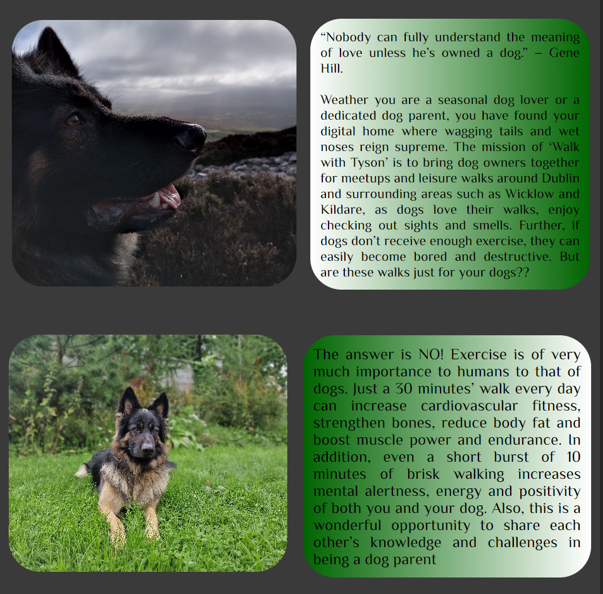 “Nobody can fully understand the meaning
of love unless he’s owned a dog.” – Gene
Hill.
Weather you are a seasonal dog lover or a
dedicated dog parent, you have found your
digital home where wagging tails and wet
noses reign supreme. The mission of ‘Walk
with Tyson’ is to bring dog owners together
for meetups and leisure walks around Dublin
and surrounding areas such as Wicklow and
Kildare, as dogs love their walks, enjoy
checking out sights and smells. Further, if
dogs don’t receive enough exercise, they can
easily become bored and destructive. But
are these walks just for your dogs??
The answer is NO! Exercise is of very
much importance to humans to that of
dogs. Just a 30 minutes’ walk every day
can increase cardiovascular fitness,
strengthen bones, reduce body fat and
boost muscle power and endurance. In
addition, even a short burst of 10
minutes of brisk walking increases
mental alertness, energy and positivity
of both you and your dog. Also, this is a
wonderful opportunity to share each
other’s knowledge and challenges in
being a dog parent